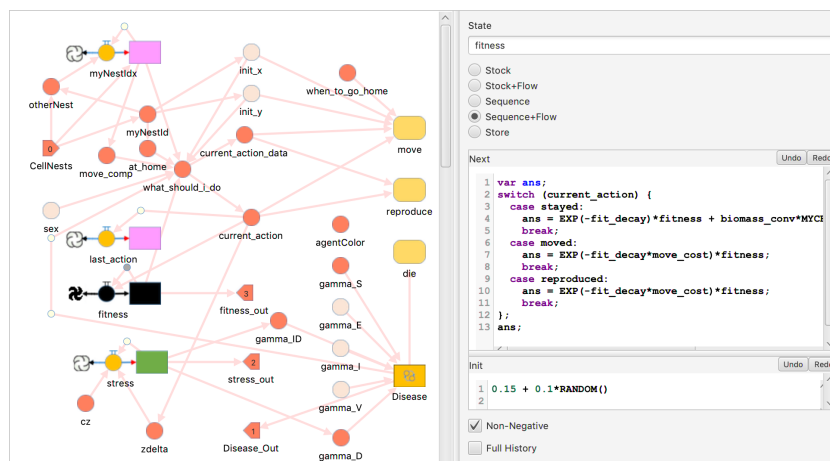 myNestIdx
init_x
when_to_go_home
otherNest
init_y
myNestId
0
CellNests
move_comp
at_home
current_action_data
move
what_should_i_do
sex
reproduce
last_action
current_action
agentColor
die
gamma_S
fitness
3
fitness_out
gamma_E
gamma_ID
gamma_I
stress
2
stress_out
Disease
cz
gamma_V
zdelta
1
Disease_Out
gamma_D
State
fitness
Stock
Stock+Flow
Sequence
Sequence+Flow
Store
Next
Undo
1 var ans;
2 switch (current_action) {
3 case stayed:
4 ans = EXP(-fit_decay)*fitness + biomass_conv*
5 break;
6 case moved:
7 ans = EXP(-fit_decay*move_cost)*fitness;
8 break;
9 case reproduced:
10 ans = EXP(-fit_decay*move_cost)*fitness;
11 break;
12 };
13 ans;
Init
Undo
1 0.15 + 0.1*RANDOM()
2
Non-Negative
Full History